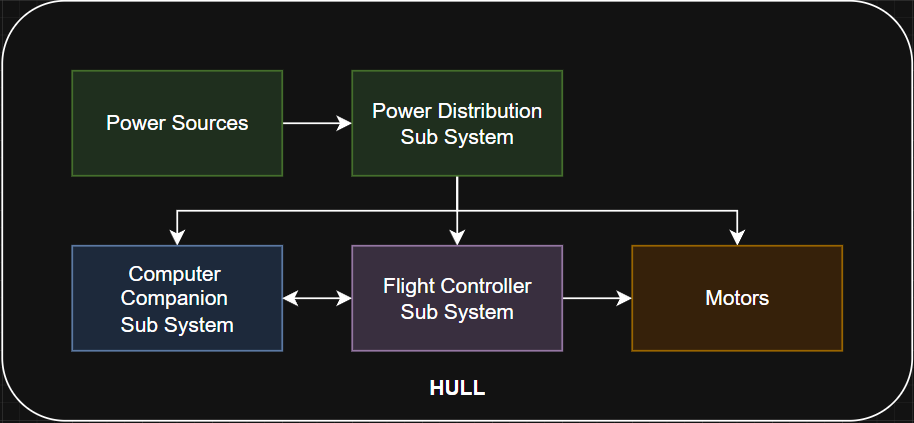 Power Sources
Power Distribution
Sub System
Computer
Companion
Sub System
Flight Controller
Sub System
Motors
HULL